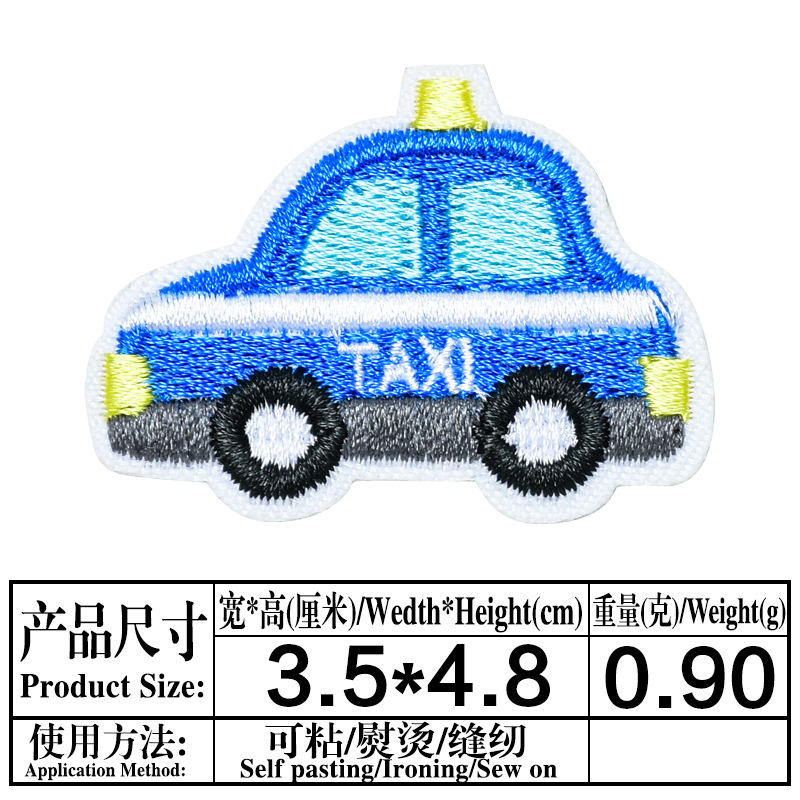 TAXI
产品尺寸
Product Size:
宽*高(厘米)/Wedth*Height(cm)
3.5*4.8
重量(克)/Weight(g)
0.90
使用方法:
Application Method:
可粘/熨烫/缝纫
Self pasting/Ironing/Sew on